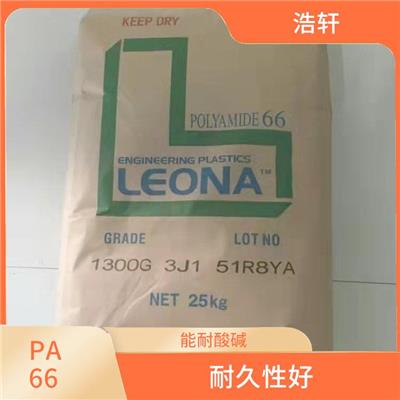 浩轩
KEEP DRY
POLYAMIDE 66
ENGINEERING PLASTICS
LEONA™
GRADE LOT NO
1300G 3J1 51R8YA
NET 25kg
能耐酸碱
PA
66
耐久性好